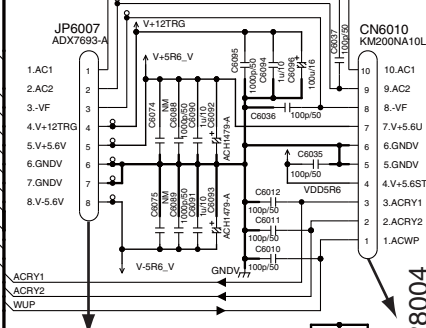 JP6007
ADX7693-A
V+12TRG
CN6010
KM200NA10L
C6037
100p/50
V+5R6_V
C6095
100p/50
C6094
1u/10
C6096
100u/16
1.AC1
2.AC2
3.-VF
4.V+12TRG
5.V+5.6V
6.GNDV
7.GNDV
8.V-5.6V
1
2
3
4
5
6
7
8
C6074
NM
C6088
100p/50
C6090
1u/10
C6092
ACH1479-A
C6036
100p/50
C6035
100p/50
VDD5R6
C6075
NM
C6089
100p/50
C6091
1u/10
C6093
ACH1479-A
C6012
100p/50
C6011
100p/50
C6010
100p/50
V-5R6_V
GNDV
10
9
8
7
6
5
4
3
2
1
10.AC1
9.AC2
8.-VF
7.V+5.6U
6.GNDV
5.GNDV
4.V+5.6ST
3.ACRY1
2.ACRY2
1.ACWP
ACRY1
ACRY2
WUP
8004